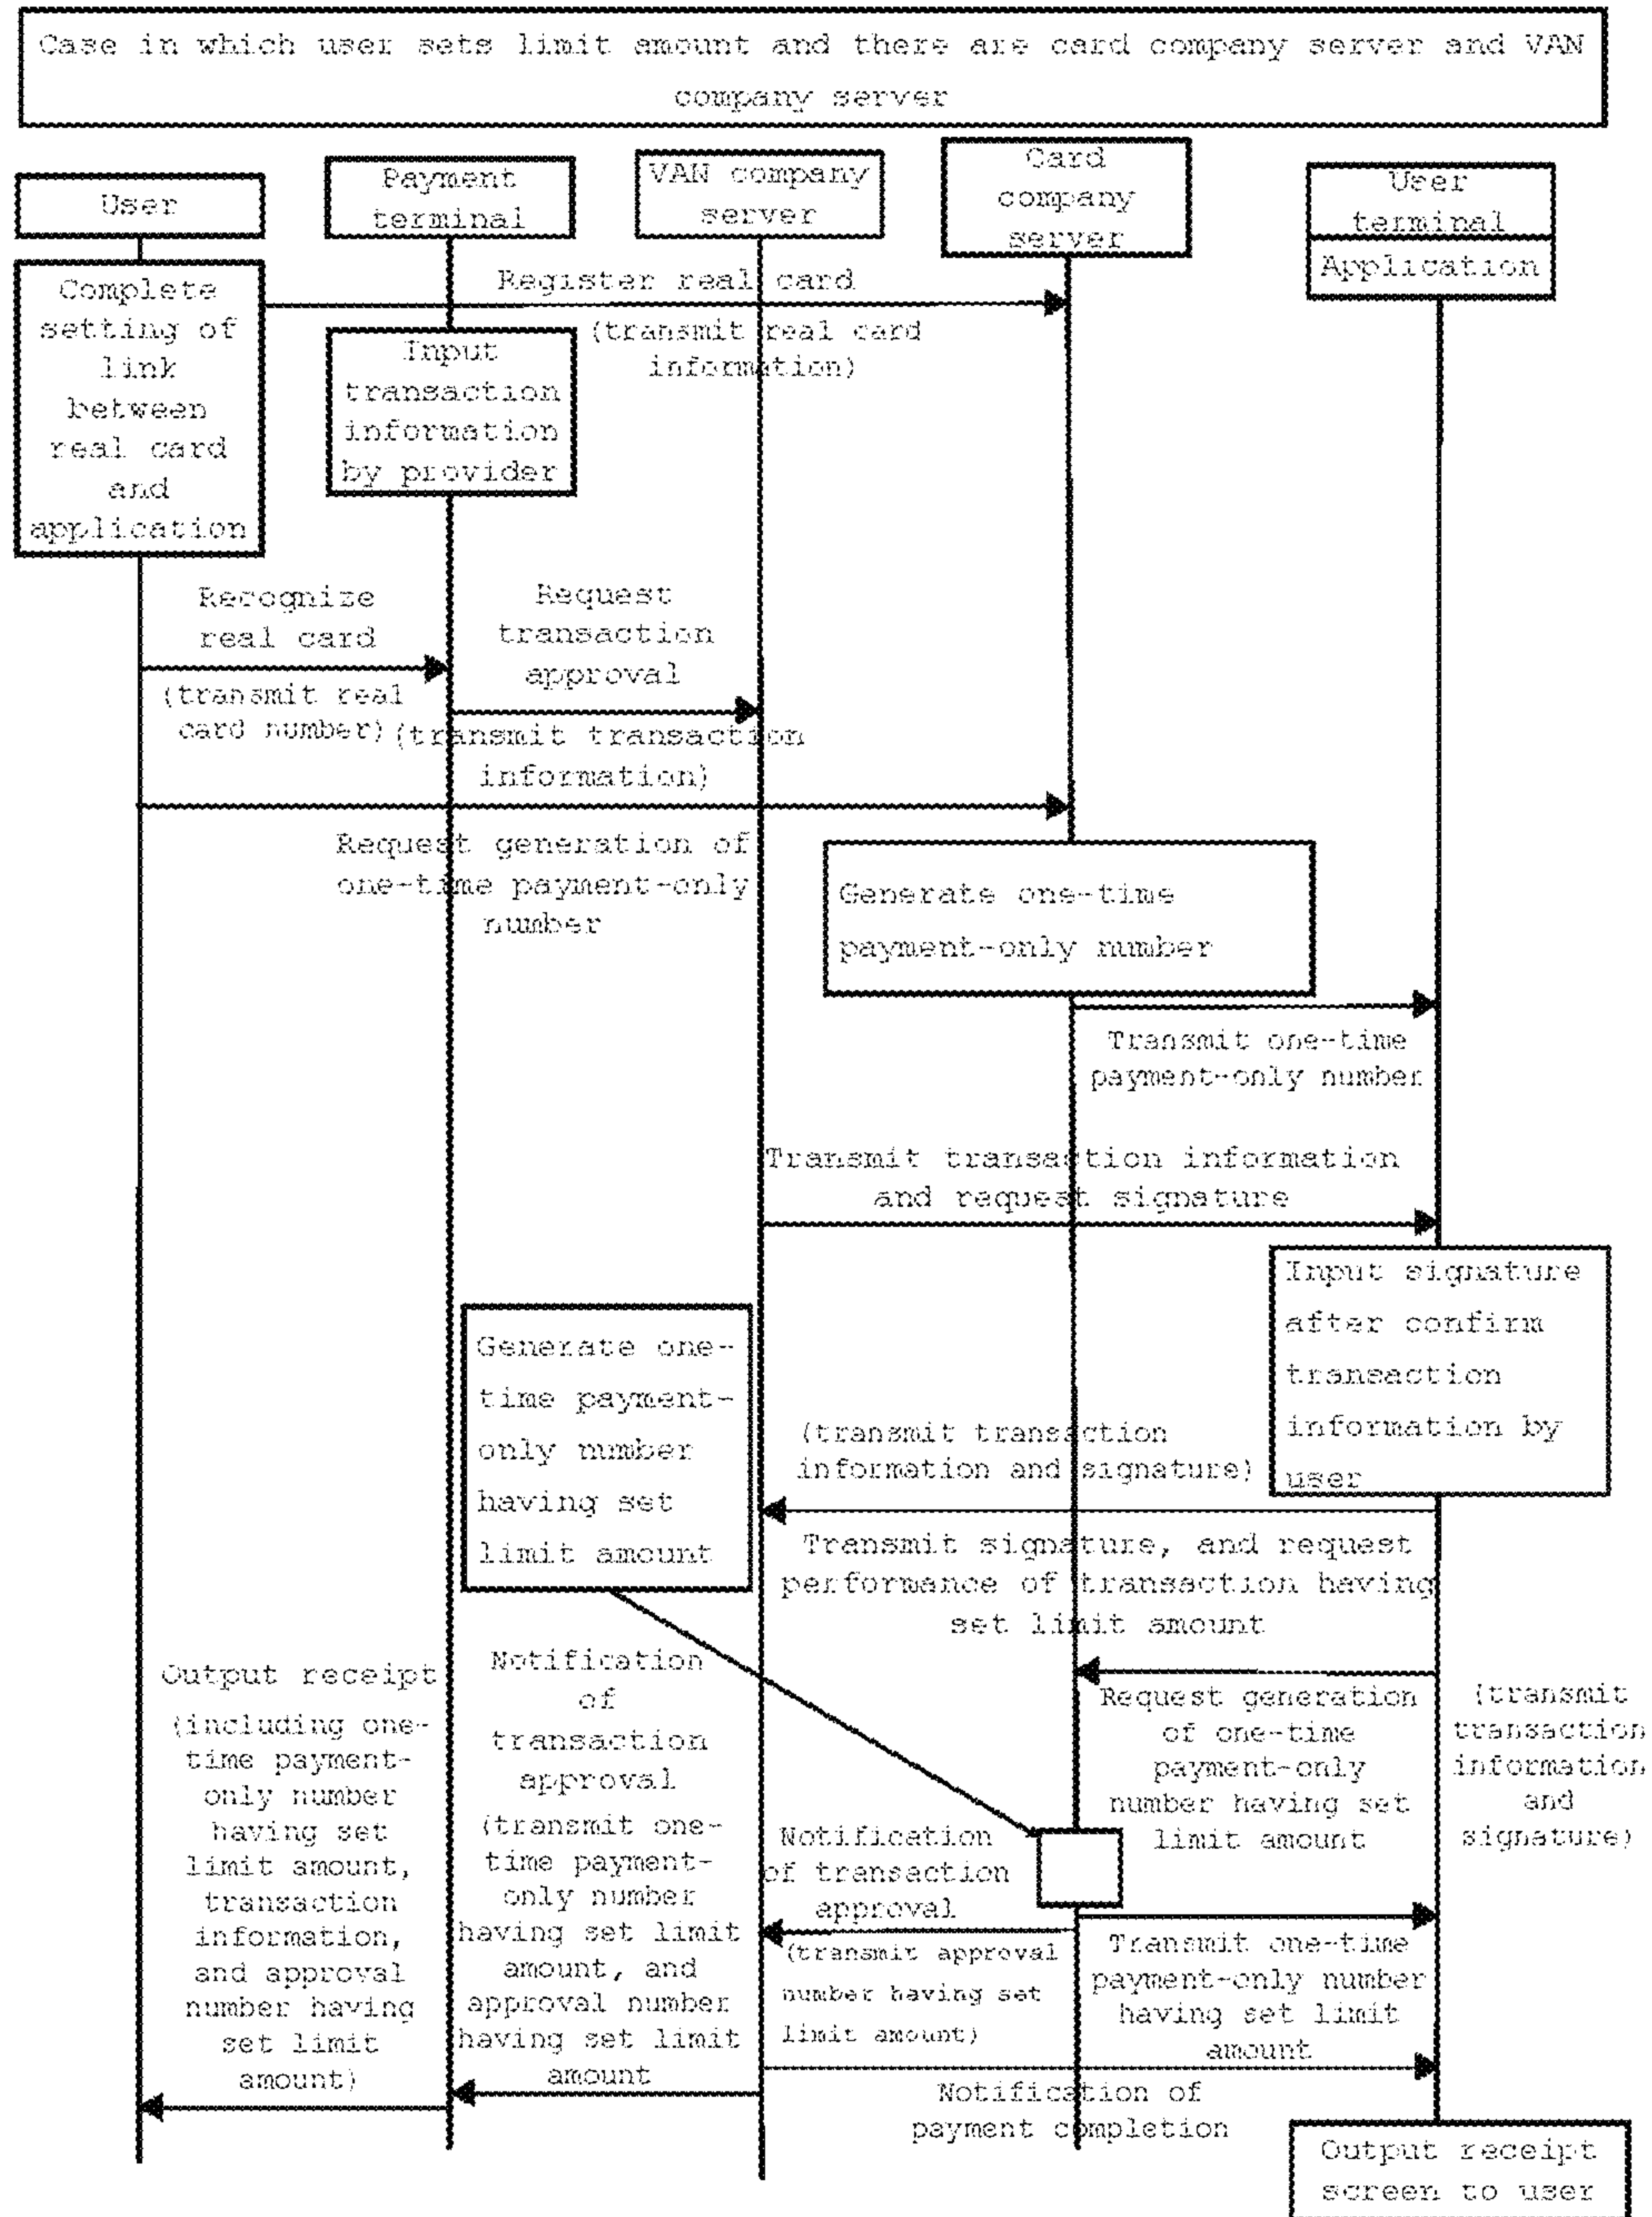 Case in which user sets limit amount and there are card company server and VAN
company server
User
Payment
terminal
VAN company
server
Card
company
server
User
terminal
Application
Complete
setting of
link
between
real card
and
application
Register real card
(transmit real card
information)
Input
transaction
information
by provider
Recognize
real card
(transmit real
card number)
Request
transaction
approval
(transmit transaction
information)
Request generation of
one-time payment-only
number
Generate one-time
payment-only number
Transmit one-time
payment-only number
Transmit transaction information
and request signature
Input signature
after confirm
transaction
information by
user
Generate one-
time payment-
only number
having set
limit amount
(transmit transaction
information and signature)
Transmit signature, and request
performance of transaction having
set limit amount
Request generation
of one-time
payment-only
number having set
limit amount
(transmit
transaction
information
and
signature)
Output receipt
(including one-
time payment-
only number
having set
limit amount,
transaction
information,
and approval
number having
set limit
amount)
Notification
of
transaction
approval
(transmit one-
time payment-
only number
having set limit
amount, and
approval number
having set limit
amount
Notification
of transaction
approval
(transmit approval
number having set
limit amount)
Transmit one-time
payment-only number
having set limit
amount
Notification of
payment completion
Output receipt
screen to user